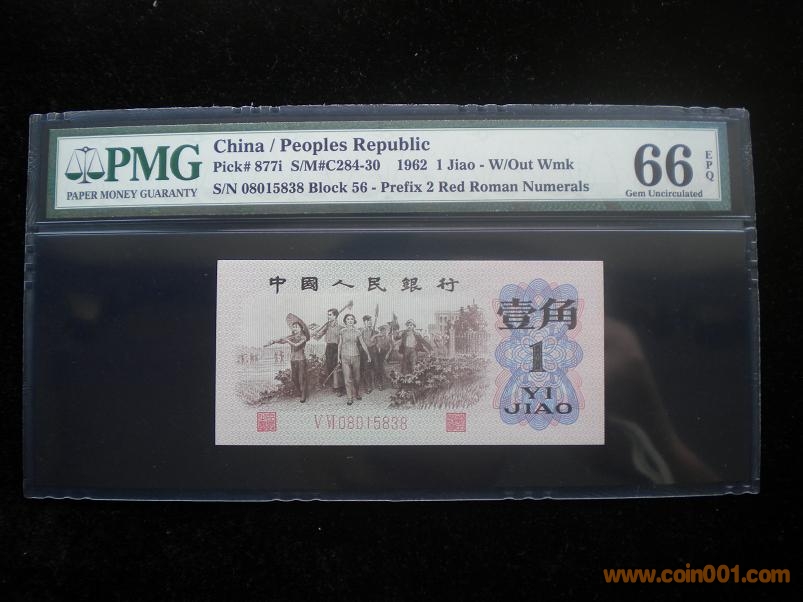 PMG
PAPER MONEY GUARANTY
China / Peoples Republic
Pick# 877i S/M#C284-30 1962 1 Jiao - W/Out Wmk
S/N 08015838 Block 56 - Prefix 2 Red Roman Numerals
66 EPQ
Gem Uncirculated
中國人民銀行
壹角
1
YI
JIAO
V VI 08015838
www.coin001.com